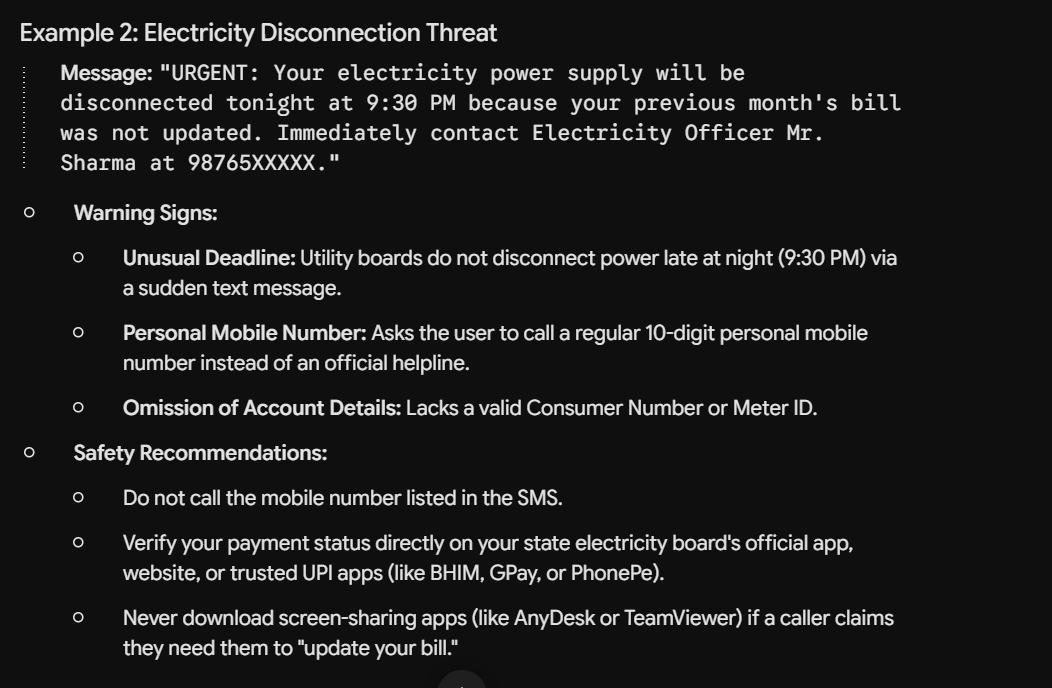 Example 2: Electricity Disconnection Threat
Message: "URGENT: Your electricity power supply will be
disconnected tonight at 9:30 PM because your previous month's bill
was not updated. Immediately contact Electricity Officer Mr.
Sharma at 98765XXXXX."
Warning Signs:
Unusual Deadline: Utility boards do not disconnect power late at night (9:30 PM) via
a sudden text message.
Personal Mobile Number: Asks the user to call a regular 10-digit personal mobile
number instead of an official helpline.
Omission of Account Details: Lacks a valid Consumer Number or Meter ID.
Safety Recommendations:
Do not call the mobile number listed in the SMS.
Verify your payment status directly on your state electricity board's official app,
website, or trusted UPI apps (like BHIM, GPay, or PhonePe).
Never download screen-sharing apps (like AnyDesk or TeamViewer) if a caller claims
they need them to "update your bill."